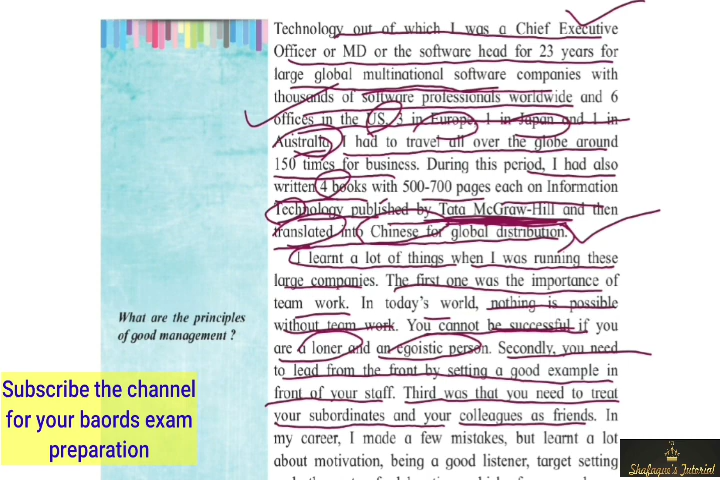 Technology out of which I was a Chief Executive
Officer or MD or the software head for 23 years for
large global multinational software companies with
thousands of software professionals worldwide and 6
offices in the US, 3 in Europe, 1 in Japan and 1 in
Australia. I had to travel all over the globe around
150 times for business. During this period, I had also
written 4 books with 500-700 pages each on Information
Technology published by Tata McGraw-Hill and then
translated into Chinese for global distribution.
I learnt a lot of things when I was running these
large companies. The first one was the importance of
team work. In today's world, nothing is possible
without team work. You cannot be successful if you
are a loner and an egoistic person. Secondly, you need
to lead from the front by setting a good example in
front of your staff. Third was that you need to treat
your subordinates and your colleagues as friends. In
my career, I made a few mistakes, but learnt a lot
about motivation, being a good listener, target setting
What are the principles
of good management ?
Subscribe the channel
for your baords exam
preparation
Shafaque's Tutorial